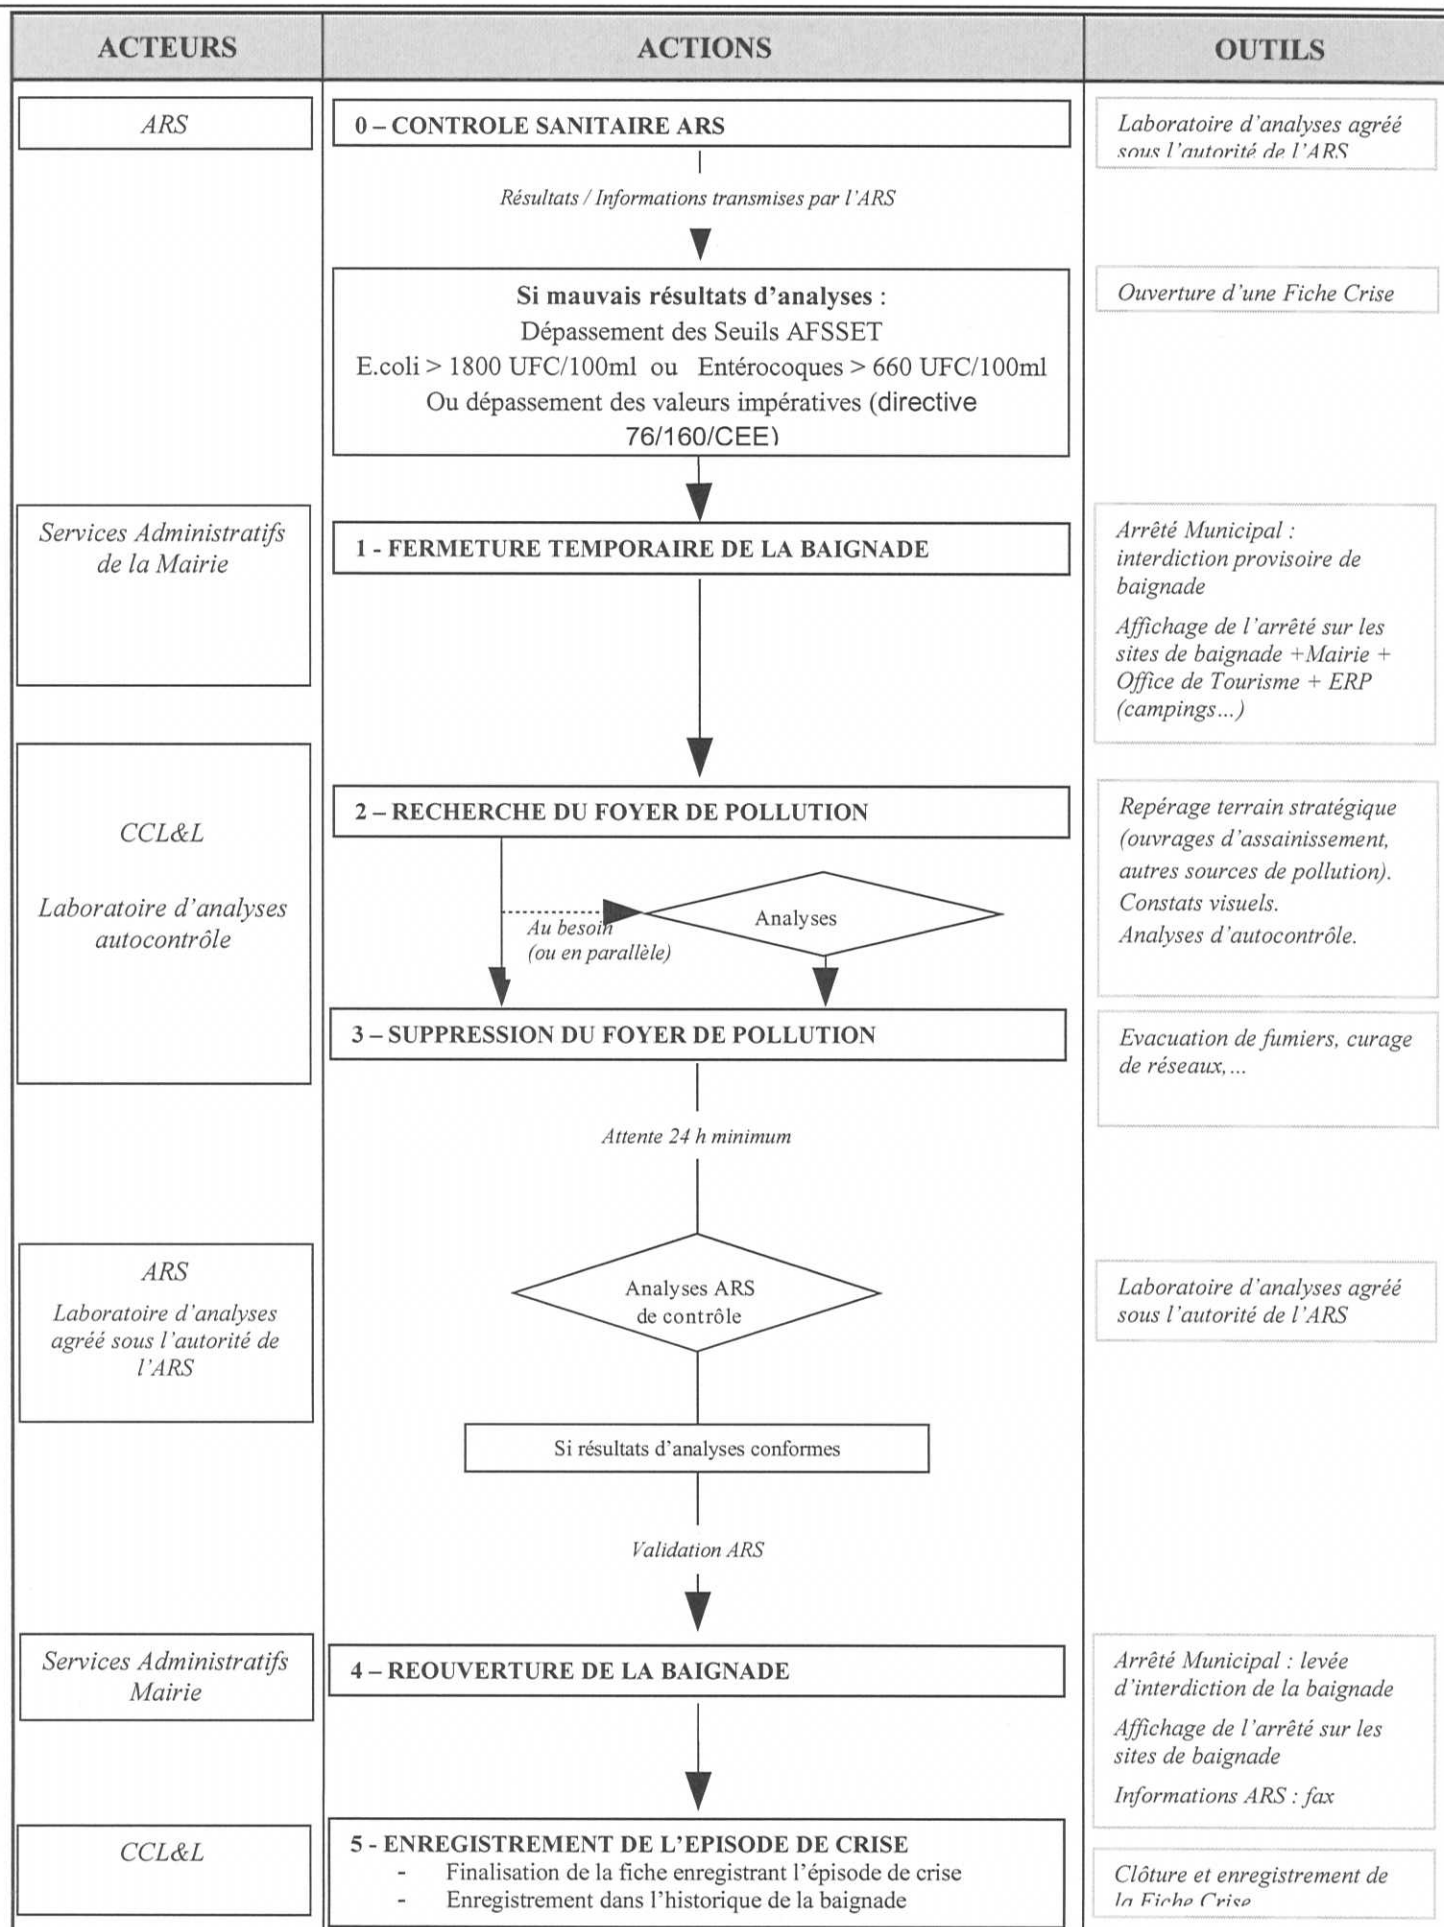 ACTEURS
ACTIONS
OUTILS
ARS
0 – CONTROLE SANITAIRE ARS
Laboratoire d'analyses agréé
sous l'autorité de l'ARS
Résultats / Informations transmises par l'ARS
Si mauvais résultats d'analyses :
Dépassement des Seuils AFSSET
E.coli > 1800 UFC/100ml ou Entérocoques > 660 UFC/100ml
Ou dépassement des valeurs impératives (directive
76/160/CEE)
Ouverture d'une Fiche Crise
Services Administratifs
de la Mairie
1 - FERMETURE TEMPORAIRE DE LA BAIGNADE
Arrêté Municipal :
interdiction provisoire de
baignade
Affichage de l'arrêté sur les
sites de baignade +Mairie +
Office de Tourisme + ERP
(campings...)
CCL&L
Laboratoire d'analyses
autocontrôle
2 – RECHERCHE DU FOYER DE POLLUTION
Analyses
Au besoin
(ou en parallèle)
Repérage terrain stratégique
(ouvrages d'assainissement,
autres sources de pollution).
Constats visuels.
Analyses d'autocontrôle.
3 – SUPPRESSION DU FOYER DE POLLUTION
Evacuation de fumiers, curage
de réseaux,...
Attente 24 h minimum
ARS
Laboratoire d'analyses
agréé sous l'autorité de
l'ARS
Analyses ARS
de contrôle
Laboratoire d'analyses agréé
sous l'autorité de l'ARS
Si résultats d'analyses conformes
Validation ARS
Services Administratifs
Mairie
4 – REOUVERTURE DE LA BAIGNADE
Arrêté Municipal : levée
d'interdiction de la baignade
Affichage de l'arrêté sur les
sites de baignade
Informations ARS : fax
CCL&L
5 - ENREGISTREMENT DE L'EPISODE DE CRISE
- Finalisation de la fiche enregistrant l'épisode de crise
- Enregistrement dans l'historique de la baignade
Clôture et enregistrement de
la Fiche Crise